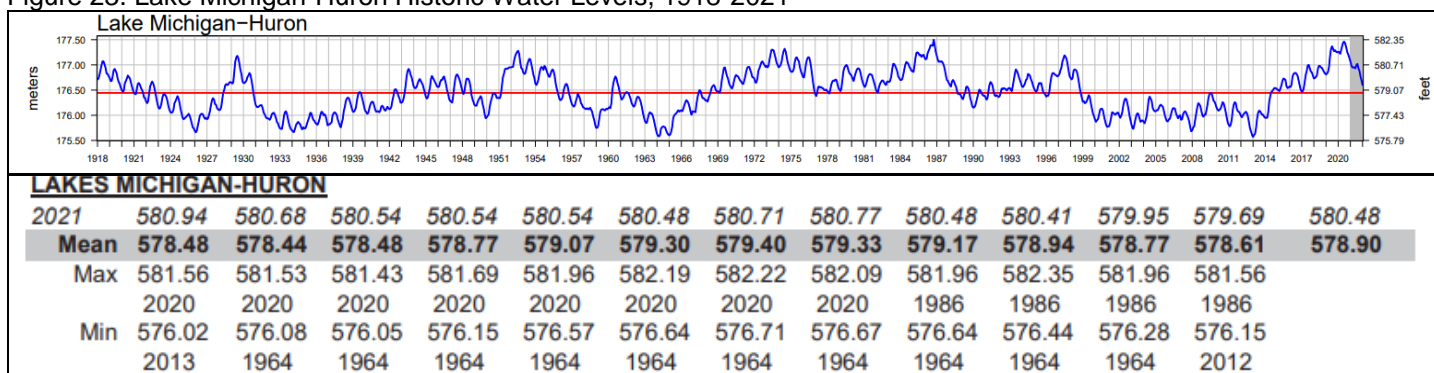 Figure 23. Lake Michigan-Huron Historic Water Levels, 1918-2021
Lake Michigan−Huron
177.50
177.00
176.50
176.00
175.50
meters
582.35
580.71
579.07
577.43
575.79
feet
1918 1921 1924 1927 1930 1933 1936 1939 1942 1945 1948 1951 1954 1957 1960 1963 1966 1969 1972 1975 1978 1981 1984 1987 1990 1993 1996 1999 2002 2005 2008 2011 2014 2017 2020
LAKES MICHIGAN-HURON
2021 580.94 580.68 580.54 580.54 580.54 580.48 580.71 580.77 580.48 580.41 579.95 579.69 580.48
Mean 578.48 578.44 578.48 578.77 579.07 579.30 579.40 579.33 579.17 578.94 578.77 578.61 578.90
Max 581.56 581.53 581.43 581.69 581.96 582.19 582.22 582.09 581.96 582.35 581.96 581.56
2020 2020 2020 2020 2020 2020 2020 2020 1986 1986 1986 1986
Min 576.02 576.08 576.05 576.15 576.57 576.64 576.71 576.67 576.64 576.44 576.28 576.15
2013 1964 1964 1964 1964 1964 1964 1964 1964 1964 1964 2012